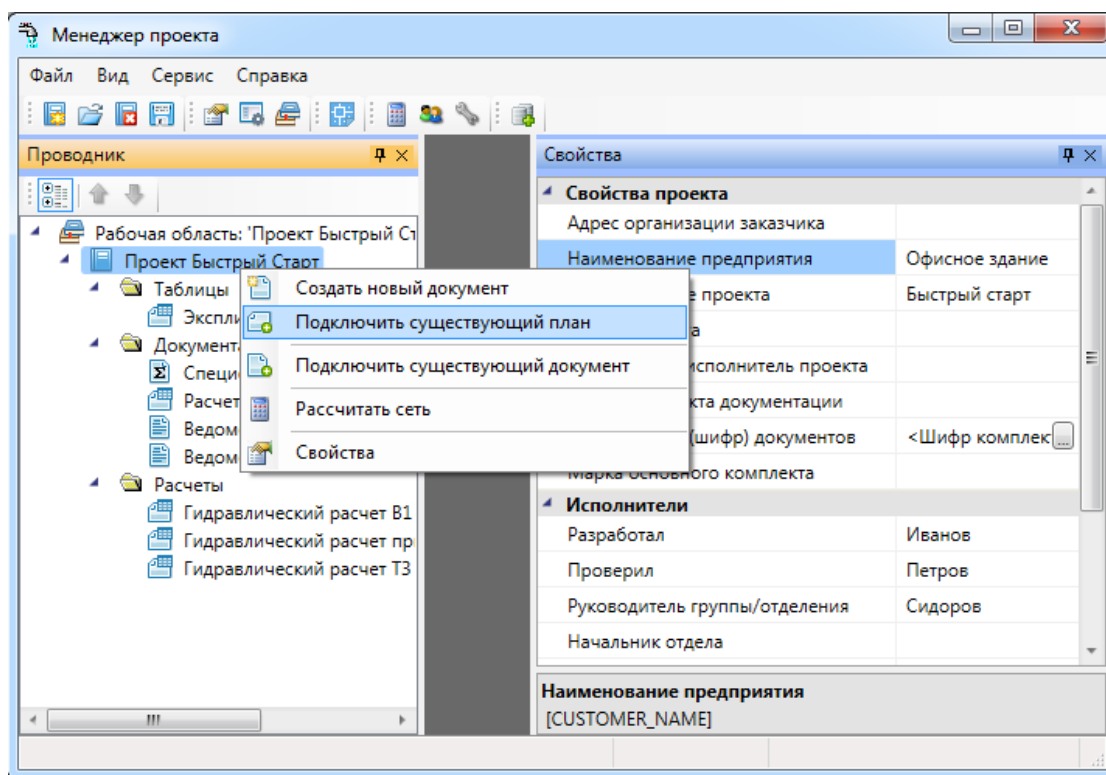 Менеджер проекта
Файл Вид Сервис Справка
Проводник
Рабочая область: 'Проект Быстрый Ст
Проект Быстрый Старт
Таблицы
Экспли
Документ
Специ
Расчет
Ведом
Ведом
Расчеты
Гидравлический расчет В1
Гидравлический расчет пр
Гидравлический расчет Т3
Создать новый документ
Подключить существующий план
Подключить существующий документ
Рассчитать сеть
Свойства
Свойства
Свойства проекта
Адрес организации заказчика
Наименование предприятия Офисное здание
проекта Быстрый старт
исполнитель проекта
документации
(шифр) документов <Шифр комплек ...
Марка основного комплекта
Исполнители
Разработал Иванов
Проверил Петров
Руководитель группы/отделения Сидоров
Начальник отдела
Наименование предприятия
[CUSTOMER_NAME]